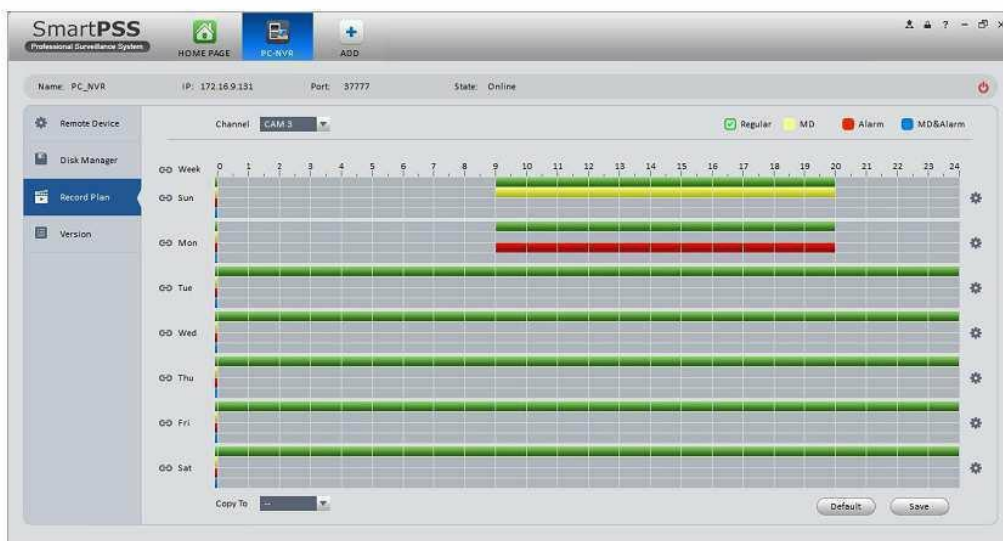 SmartPSS
Professional Surveillance System
HOME PAGE
PC-NVR
ADD
?
Name: PC_NVR IP: 172.16.9.131 Port: 37777 State: Online
Remote Device
Disk Manager
Record Plan
Version
Channel CAM 3 Regular MD Alarm MD&Alarm
Week 0 1 2 3 4 5 6 7 8 9 10 11 12 13 14 15 16 17 18 19 20 21 22 23 24
Sun
Mon
Tue
Wed
Thu
Fri
Sat
Copy To -- Default Save